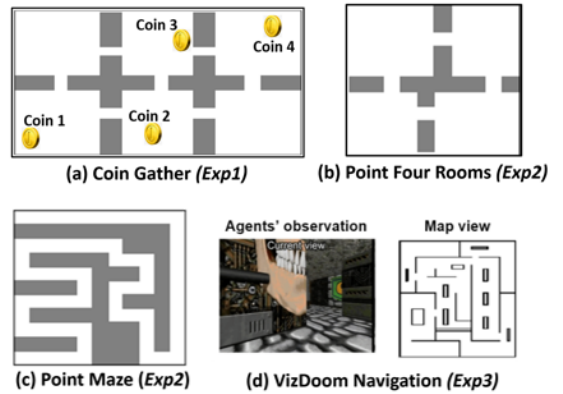 Coin 3
Coin 4
Coin 1
Coin 2
(a) Coin Gather (Exp1)
(b) Point Four Rooms (Exp2)
Agents' observation
Map view
Current view
(c) Point Maze (Exp2)
(d) VizDoom Navigation (Exp3)